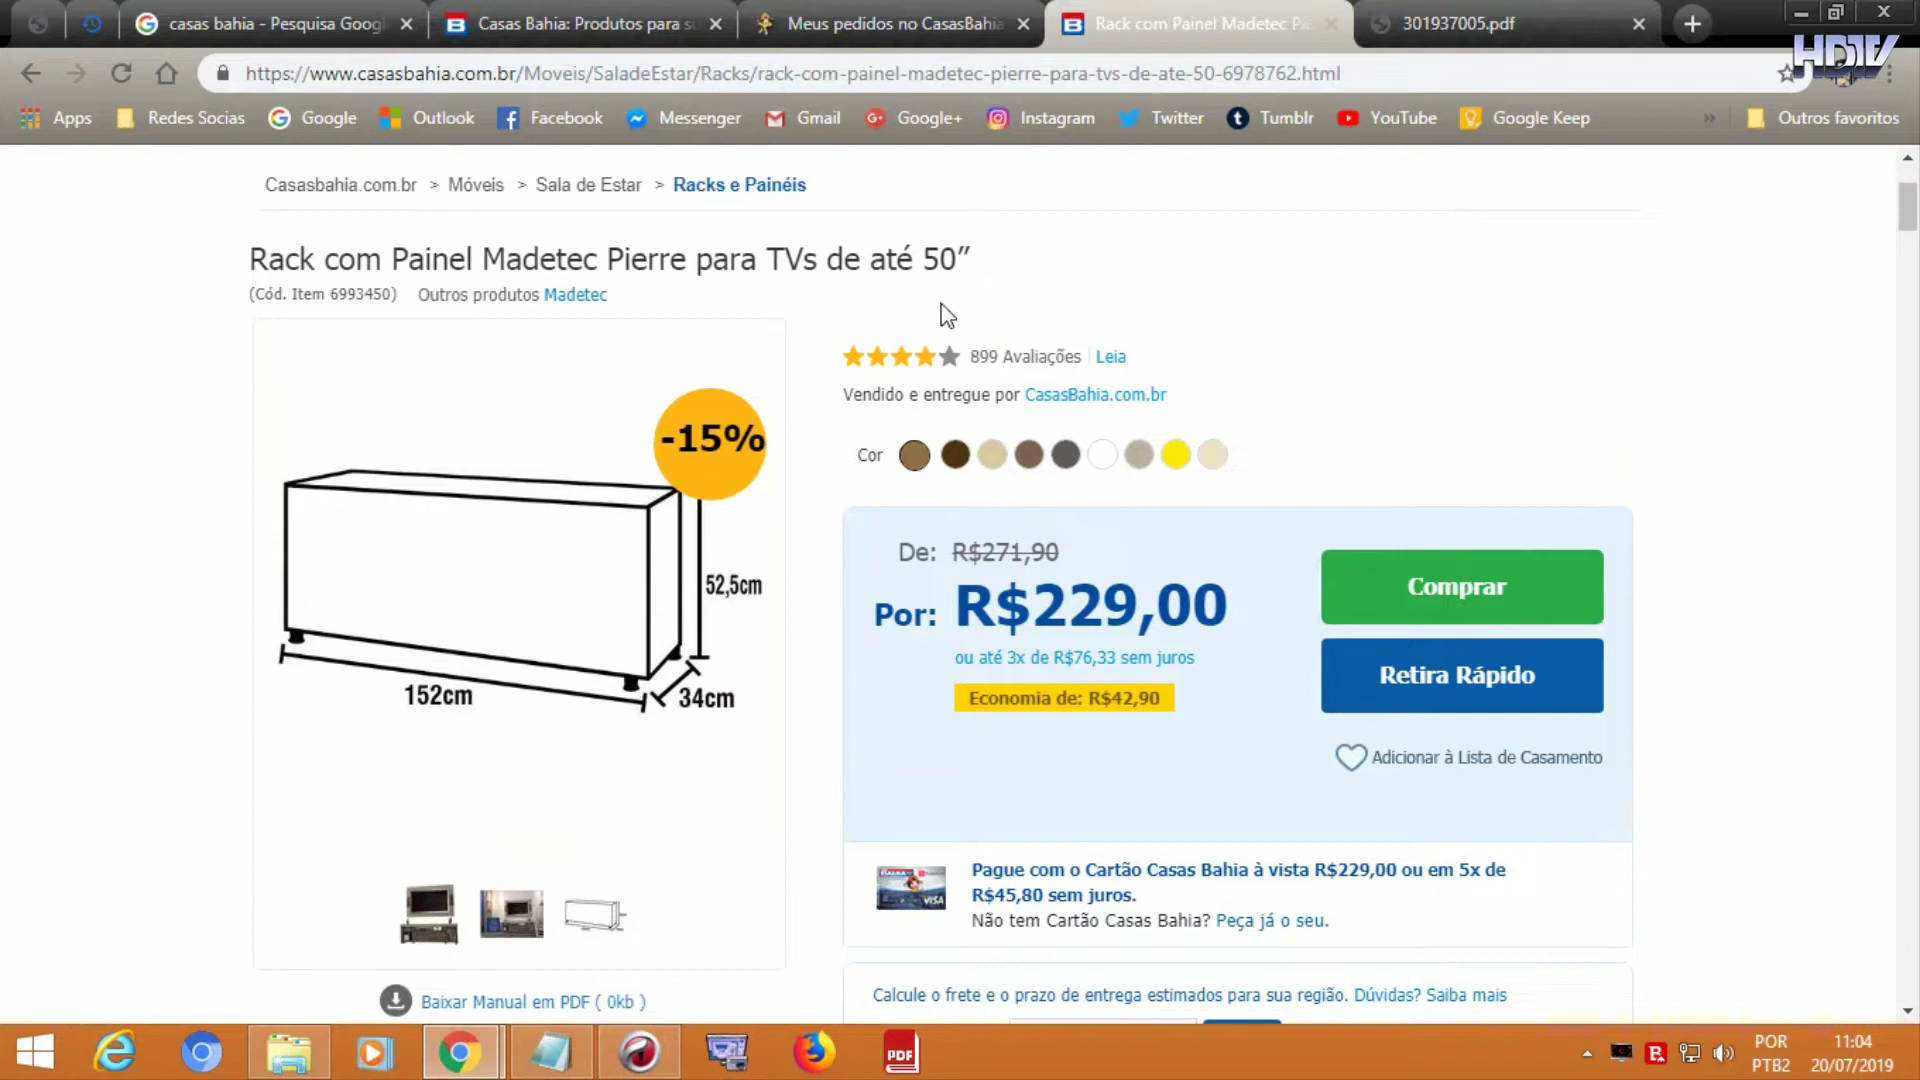 casas bahia - Pesquisa Googl
Casas Bahia: Produtos para su
Meus pedidos no CasasBahia
Rack com Painel Madetec Pie
301937005.pdf
HDTV
https://www.casasbahia.com.br/Moveis/SaladeEstar/Racks/rack-com-painel-madetec-pierre-para-tvs-de-ate-50-6978762.html
Apps
Redes Socias
Google
Outlook
Facebook
Messenger
Gmail
Google+
Instagram
Twitter
Tumblr
YouTube
Google Keep
»
Outros favoritos
Casasbahia.com.br > Móveis > Sala de Estar > Racks e Painéis
Rack com Painel Madetec Pierre para TVs de até 50”
(Cód. Item 6993450) Outros produtos Madetec
899 Avaliações Leia
Vendido e entregue por CasasBahia.com.br
-15%
Cor
De: R$271,90
Por: R$229,00
ou até 3x de R$76,33 sem juros
Economia de: R$42,90
Comprar
Retira Rápido
Adicionar à Lista de Casamento
52,5cm
152cm
34cm
Pague com o Cartão Casas Bahia à vista R$229,00 ou em 5x de
R$45,80 sem juros.
Não tem Cartão Casas Bahia? Peça já o seu.
VISA
Baixar Manual em PDF ( 0kb )
Calcule o frete e o prazo de entrega estimados para sua região. Dúvidas? Saiba mais
PDF
POR
PTB2
11:04
20/07/2019